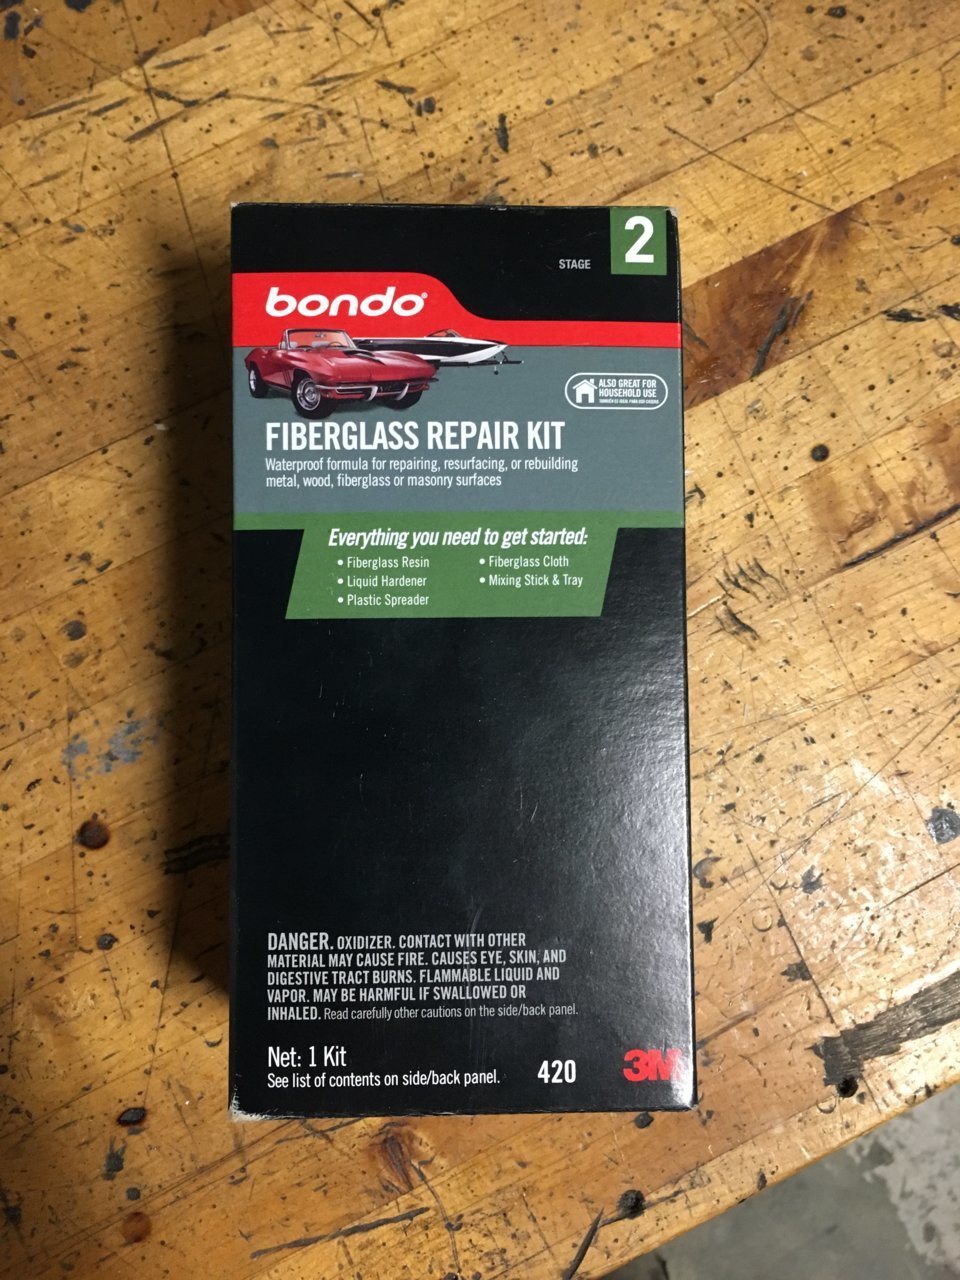 STAGE 2
bondo®
ALSO GREAT FOR
HOUSEHOLD USE
FIBERGLASS REPAIR KIT
Waterproof formula for repairing, resurfacing, or rebuilding
metal, wood, fiberglass or masonry surfaces
Everything you need to get started:
• Fiberglass Resin
• Liquid Hardener
• Plastic Spreader
• Fiberglass Cloth
• Mixing Stick & Tray
DANGER. OXIDIZER. CONTACT WITH OTHER
MATERIAL MAY CAUSE FIRE. CAUSES EYE, SKIN, AND
DIGESTIVE TRACT BURNS. FLAMMABLE LIQUID AND
VAPOR. MAY BE HARMFUL IF SWALLOWED OR
INHALED. Read carefully other cautions on the side/back panel.
Net: 1 Kit
See list of contents on side/back panel.
420
3M